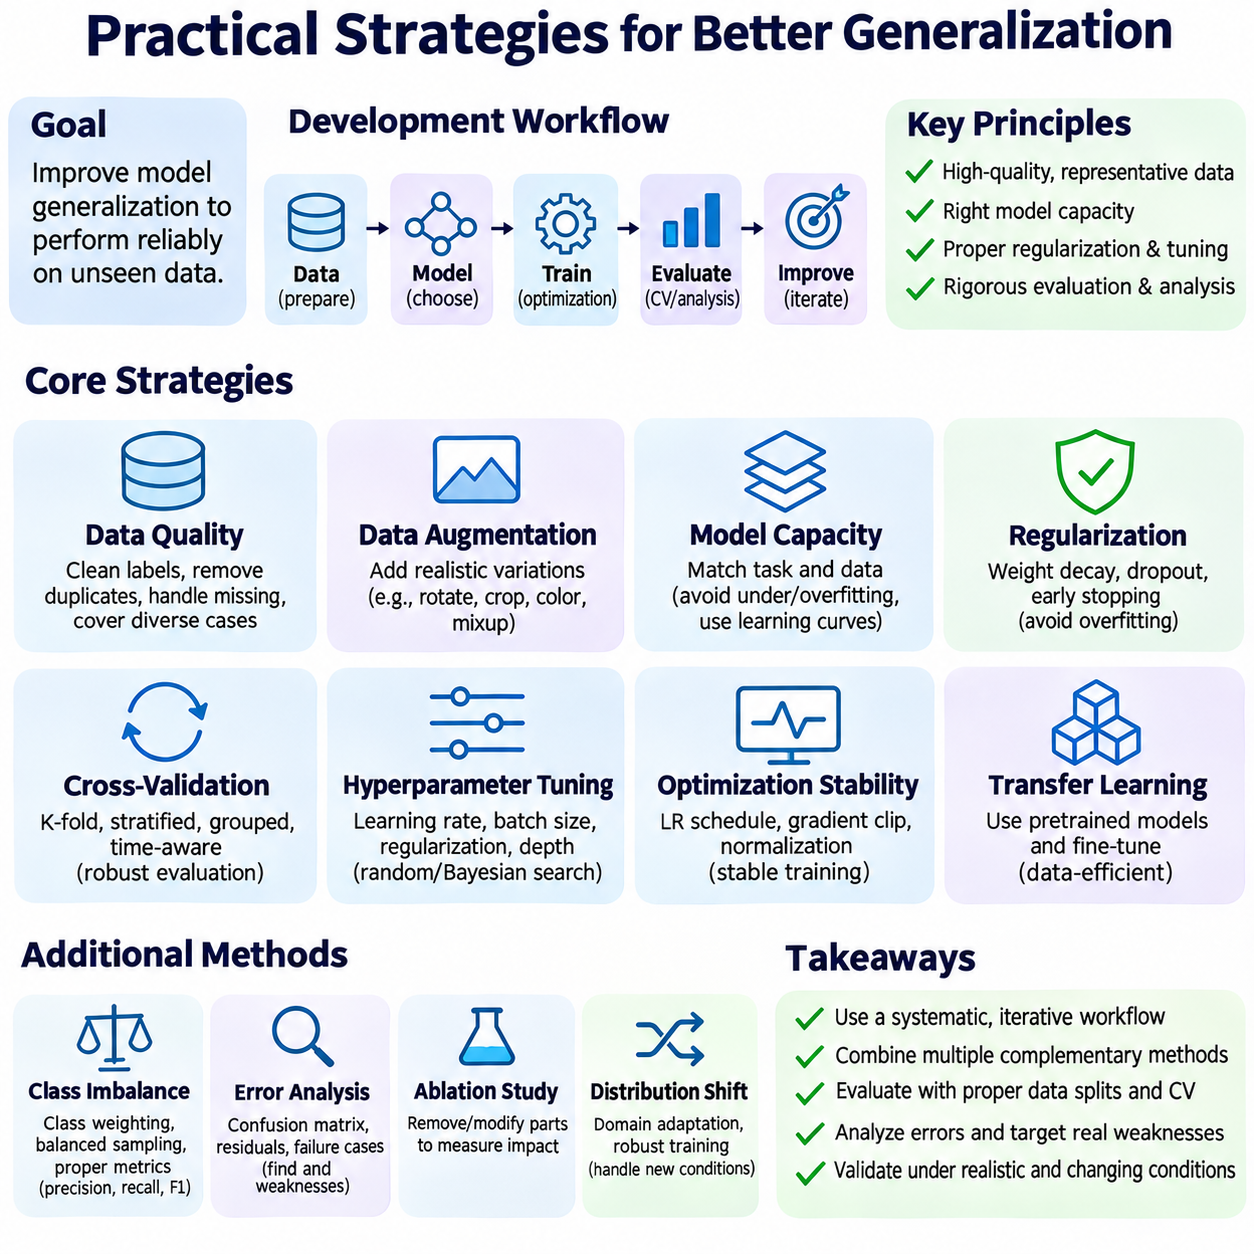 Practical Strategies for Better Generalization
Goal
Improve model
generalization to
perform reliably
on unseen data.
Development Workflow
Data
(prepare)
Model
(choose)
Train
(optimization)
Evaluate
(CV/analysis)
Improve
(iterate)
Key Principles
High-quality, representative data
Right model capacity
Proper regularization & tuning
Rigorous evaluation & analysis
Core Strategies
Data Quality
Clean labels, remove
duplicates, handle missing,
cover diverse cases
Data Augmentation
Add realistic variations
(e.g., rotate, crop, color,
mixup)
Model Capacity
Match task and data
(avoid under/overfitting,
use learning curves)
Regularization
Weight decay, dropout,
early stopping
(avoid overfitting)
Cross-Validation
K-fold, stratified, grouped,
time-aware
(robust evaluation)
Hyperparameter Tuning
Learning rate, batch size,
regularization, depth
(random/Bayesian search)
Optimization Stability
LR schedule, gradient clip,
normalization
(stable training)
Transfer Learning
Use pretrained models
and fine-tune
(data-efficient)
Additional Methods
Class Imbalance
Class weighting,
balanced sampling,
proper metrics
(precision, recall, F1)
Error Analysis
Confusion matrix,
residuals, failure cases
(find and
weaknesses)
Ablation Study
Remove/modify parts
to measure impact
Distribution Shift
Domain adaptation,
robust training
(handle new conditions)
Takeaways
Use a systematic, iterative workflow
Combine multiple complementary methods
Evaluate with proper data splits and CV
Analyze errors and target real weaknesses
Validate under realistic and changing conditions